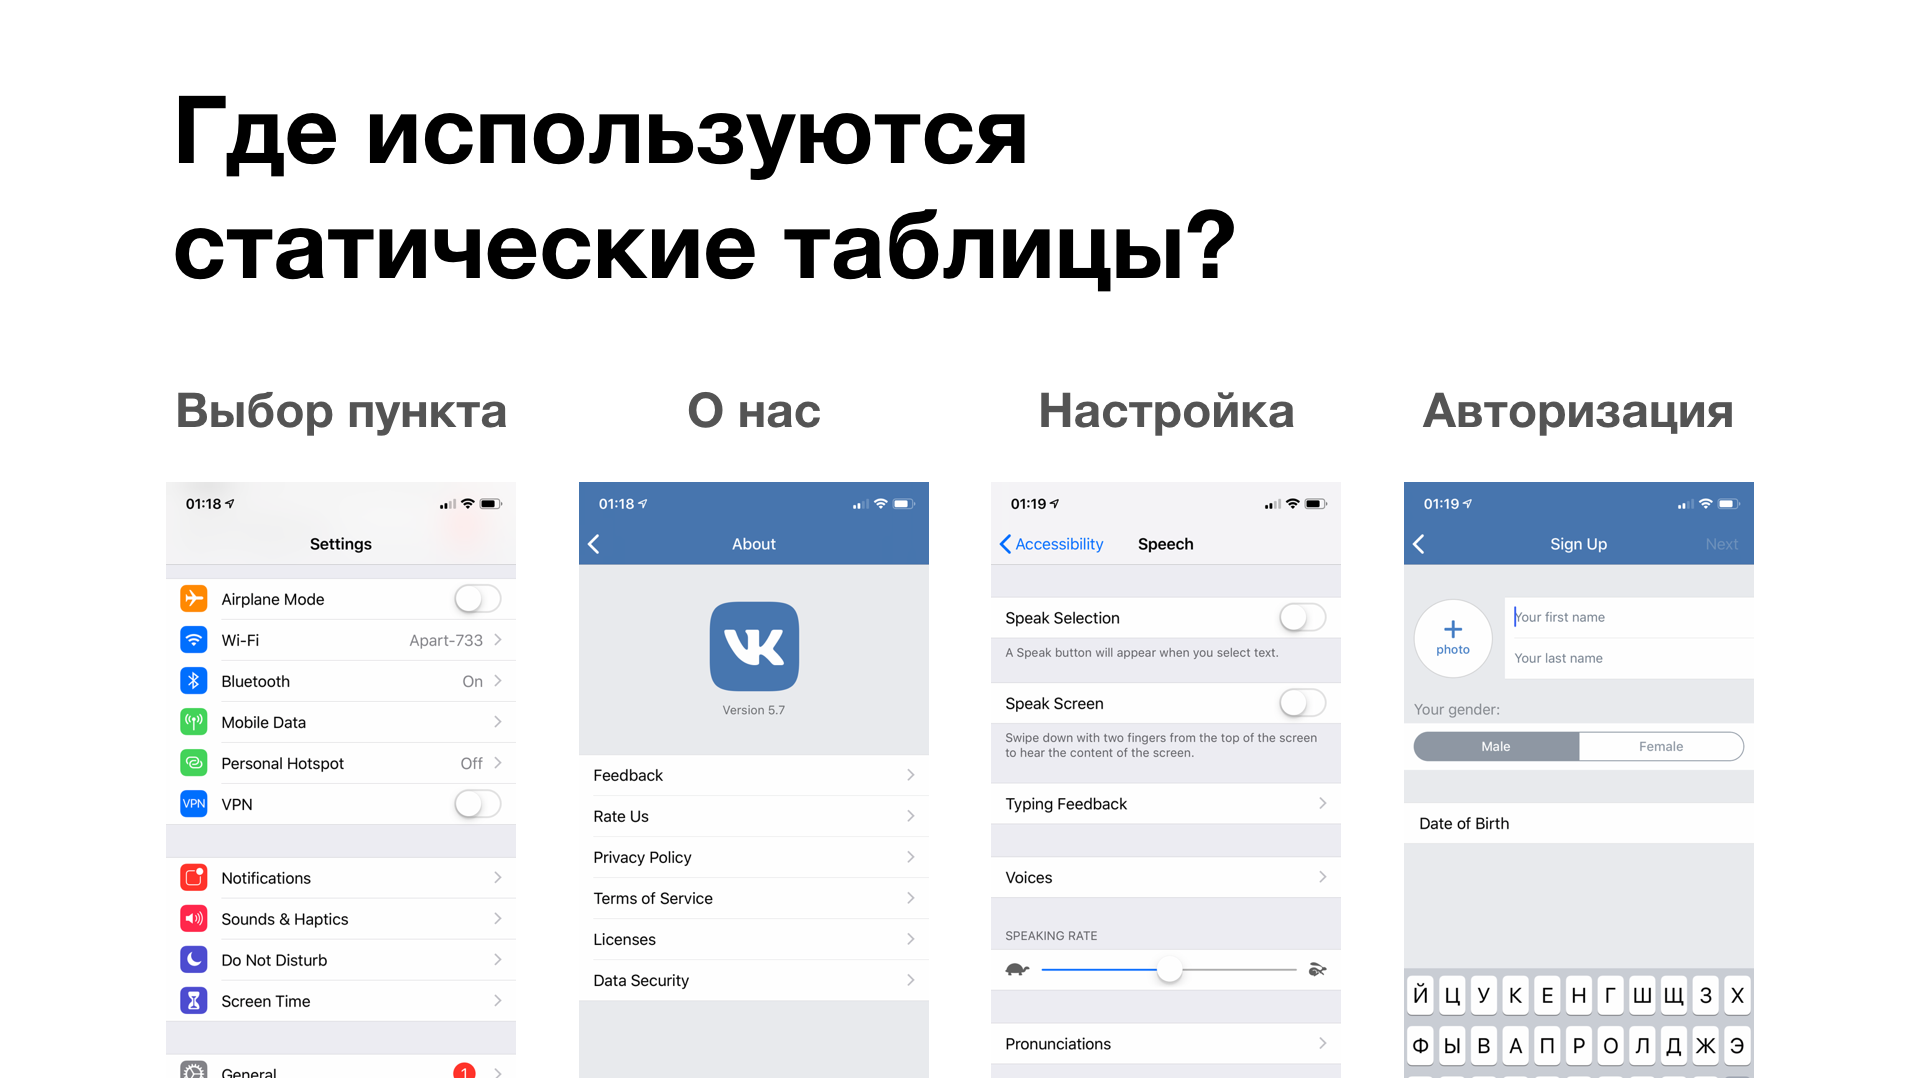 Где используются
статические таблицы?
Выбор пункта
О нас
Настройка
Авторизация
01:18
Settings
Airplane Mode
Wi-Fi Apart-733
Bluetooth On
Mobile Data
Personal Hotspot Off
VPN VPN
Notifications
Sounds & Haptics
Do Not Disturb
Screen Time
General 1
01:18
About
VK
Version 5.7
Feedback
Rate Us
Privacy Policy
Terms of Service
Licenses
Data Security
01:19
Accessibility Speech
Speak Selection
A Speak button will appear when you select text.
Speak Screen
Swipe down with two fingers from the top of the screen
to hear the content of the screen.
Typing Feedback
Voices
SPEAKING RATE
Pronunciations
01:19
Sign Up Next
+
photo
Your first name
Your last name
Your gender:
Male Female
Date of Birth
Й Ц У К Е Н Г Ш Щ З Х
Ф Ы В А П Р О Л Д Ж Э